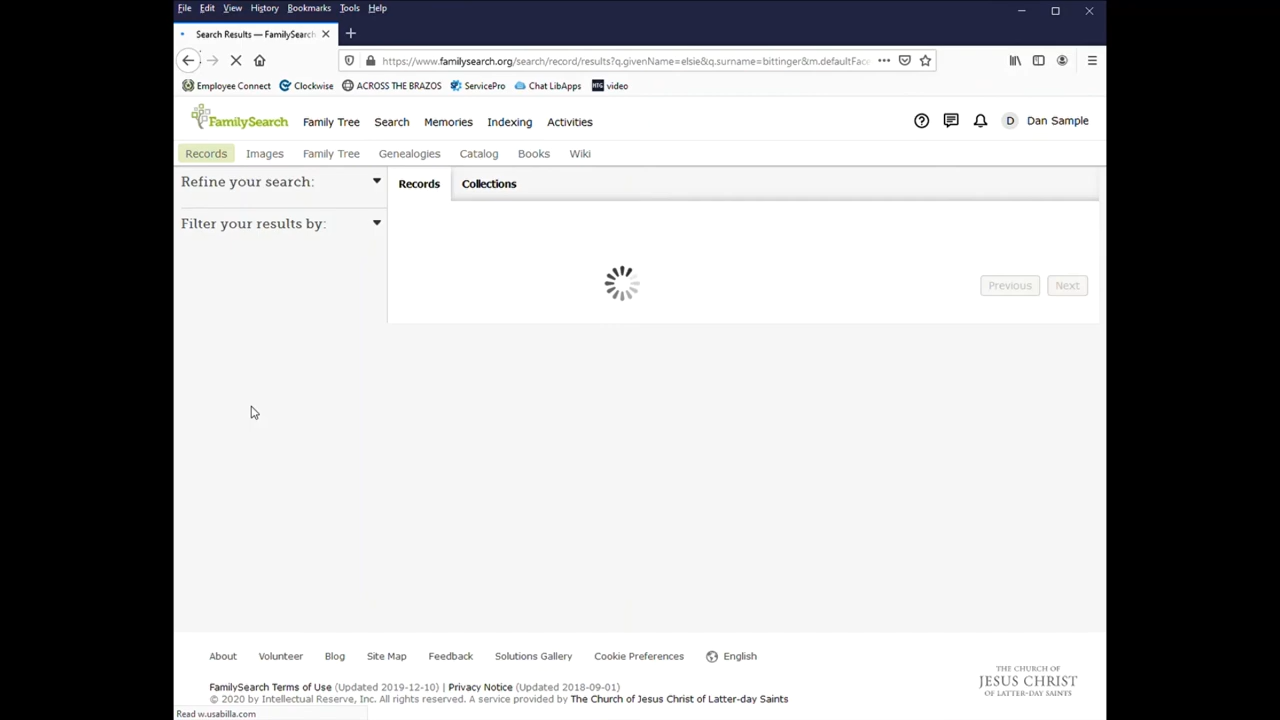 File Edit View History Bookmarks Tools Help
Search Results — FamilySearch
https://www.familysearch.org/search/record/results?q.givenName=elsie&q.surname=bittinger&m.defaultFace
Employee Connect Clockwise ACROSS THE BRAZOS ServicePro Chat LibApps HTG video
FamilySearch Family Tree Search Memories Indexing Activities D Dan Sample
Records Images Family Tree Genealogies Catalog Books Wiki
Refine your search: Records Collections
Filter your results by:
Previous Next
About Volunteer Blog Site Map Feedback Solutions Gallery Cookie Preferences English
FamilySearch Terms of Use (Updated 2019-12-10) | Privacy Notice (Updated 2018-09-01)
© 2020 by Intellectual Reserve, Inc. All rights reserved. A service provided by The Church of Jesus Christ of Latter-day Saints
THE CHURCH OF
JESUS CHRIST
OF LATTER-DAY SAINTS
Read w.usabilla.com